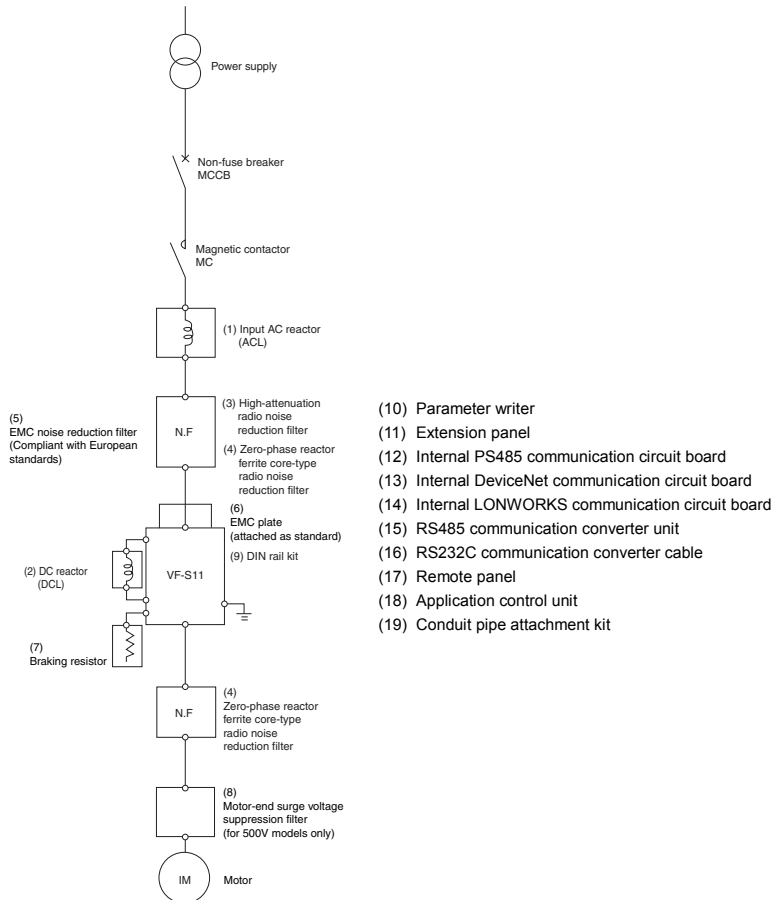 Power supply
Non-fuse breaker
MCCB
Magnetic contactor
MC
(1) Input AC reactor
(ACL)
(5)
EMC noise reduction filter
(Compliant with European
standards)
N.F
(3) High-attenuation
radio noise
reduction filter
(4) Zero-phase reactor
ferrite core-type
radio noise
reduction filter
(6)
EMC plate
(attached as standard)
(9) DIN rail kit
(2) DC reactor
(DCL)
VF-S11
(7)
Braking resistor
N.F
(4)
Zero-phase reactor
ferrite core-type
radio noise
reduction filter
(8)
Motor-end surge voltage
suppression filter
(for 500V models only)
IM
Motor
(10) Parameter writer
(11) Extension panel
(12) Internal PS485 communication circuit board
(13) Internal DeviceNet communication circuit board
(14) Internal LONWORKS communication circuit board
(15) RS485 communication converter unit
(16) RS232C communication converter cable
(17) Remote panel
(18) Application control unit
(19) Conduit pipe attachment kit